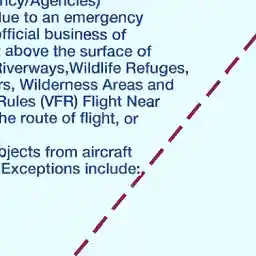 ncy/Agencies)
due to an emergency
official business of
above the surface of
Riverways,Wildlife Refuges,
rs, Wilderness Areas and
Rules (VFR) Flight Near
he route of flight, or
bjects from aircraft
Exceptions include: